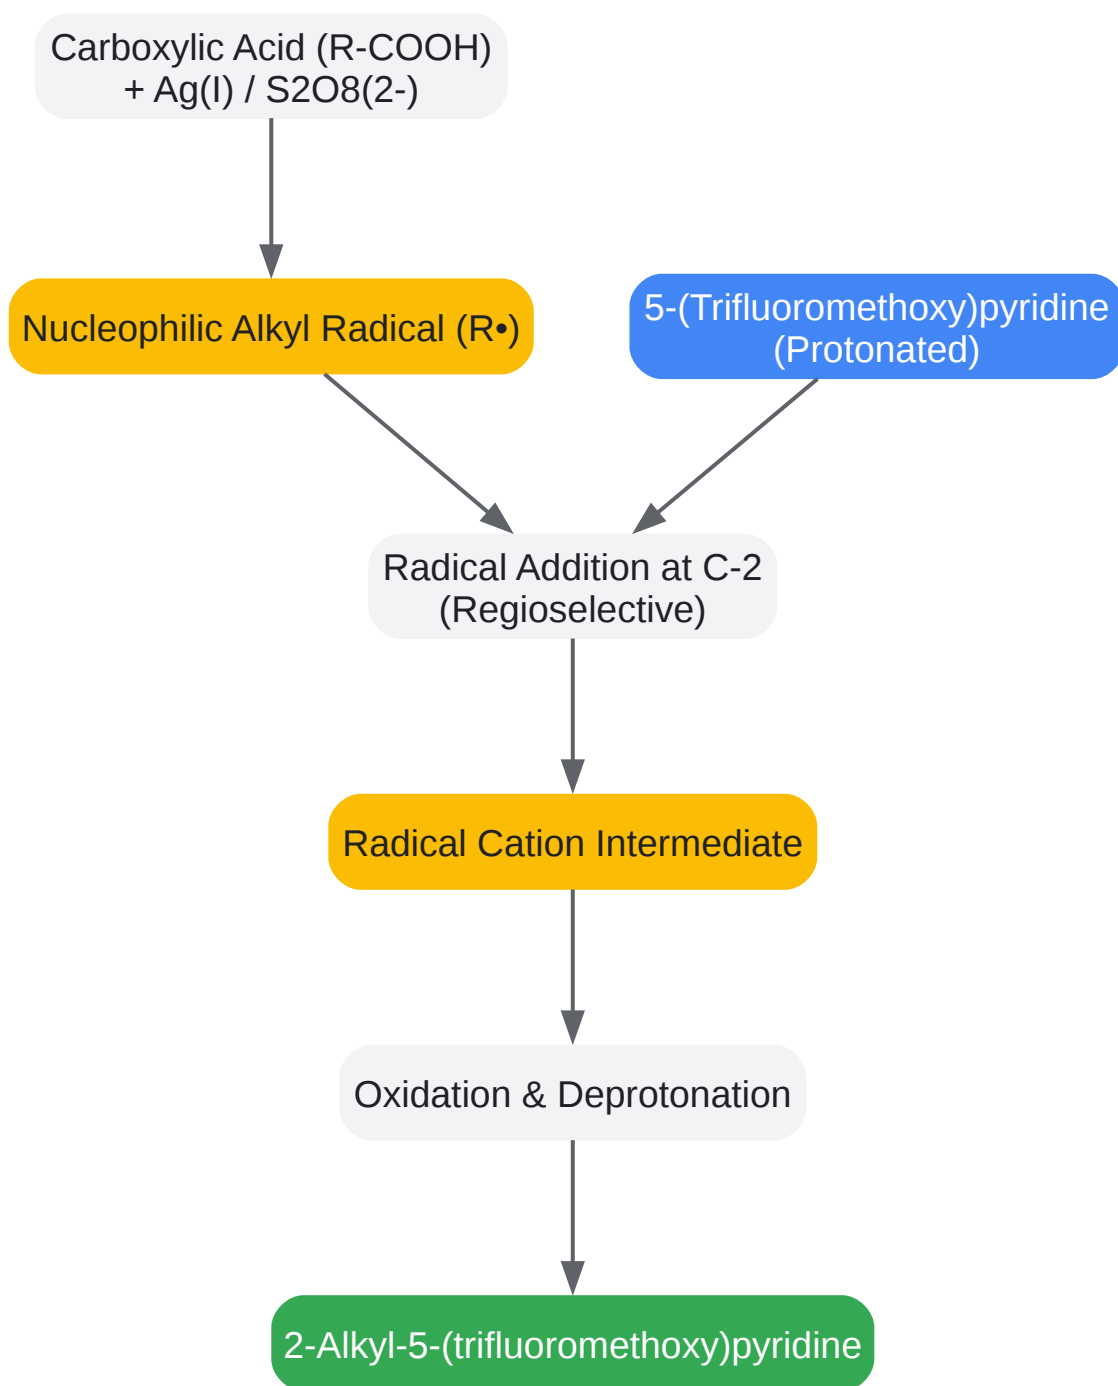 Carboxylic Acid (R-COOH)
+ Ag(I) / S2O8(2-)
Nucleophilic Alkyl Radical (R•)
5-(Trifluoromethoxy)pyridine
(Protonated)
Radical Addition at C-2
(Regioselective)
Radical Cation Intermediate
Oxidation & Deprotonation
2-Alkyl-5-(trifluoromethoxy)pyridine